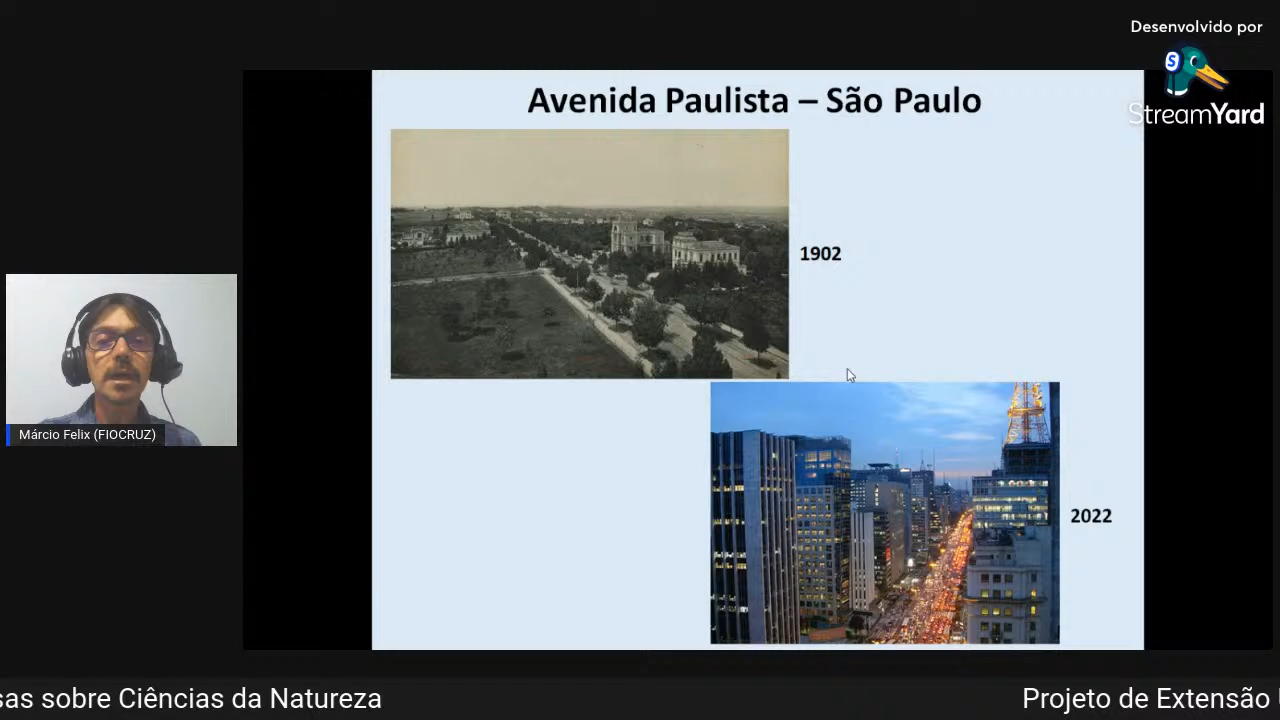 Desenvolvido por
S
StreamYard
Avenida Paulista – São Paulo
1902
Márcio Felix (FIOCRUZ)
2022
sas sobre Ciências da Natureza
Projeto de Extensão